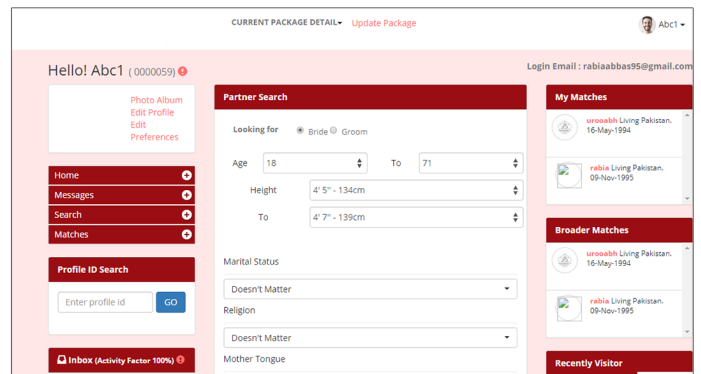 CURRENT PACKAGE DETAIL Update Package
Abc1
Hello! Abc1 ( 0000059)
Login Email : rabiaabbas95@gmail.com
Photo Album
Edit Profile
Edit
Preferences
Home
Messages
Search
Matches
Profile ID Search
Enter profile id GO
Inbox (Activity Factor 100%)
Partner Search
Looking for Bride Groom
Age 18 To 71
Height 4' 5" - 134cm
To 4' 7" - 139cm
Marital Status
Doesn't Matter
Religion
Doesn't Matter
Mother Tongue
My Matches
urooabh Living Pakistan.
16-May-1994
rabia Living Pakistan.
09-Nov-1995
Broader Matches
urooabh Living Pakistan.
16-May-1994
rabia Living Pakistan.
09-Nov-1995
Recently Visitor